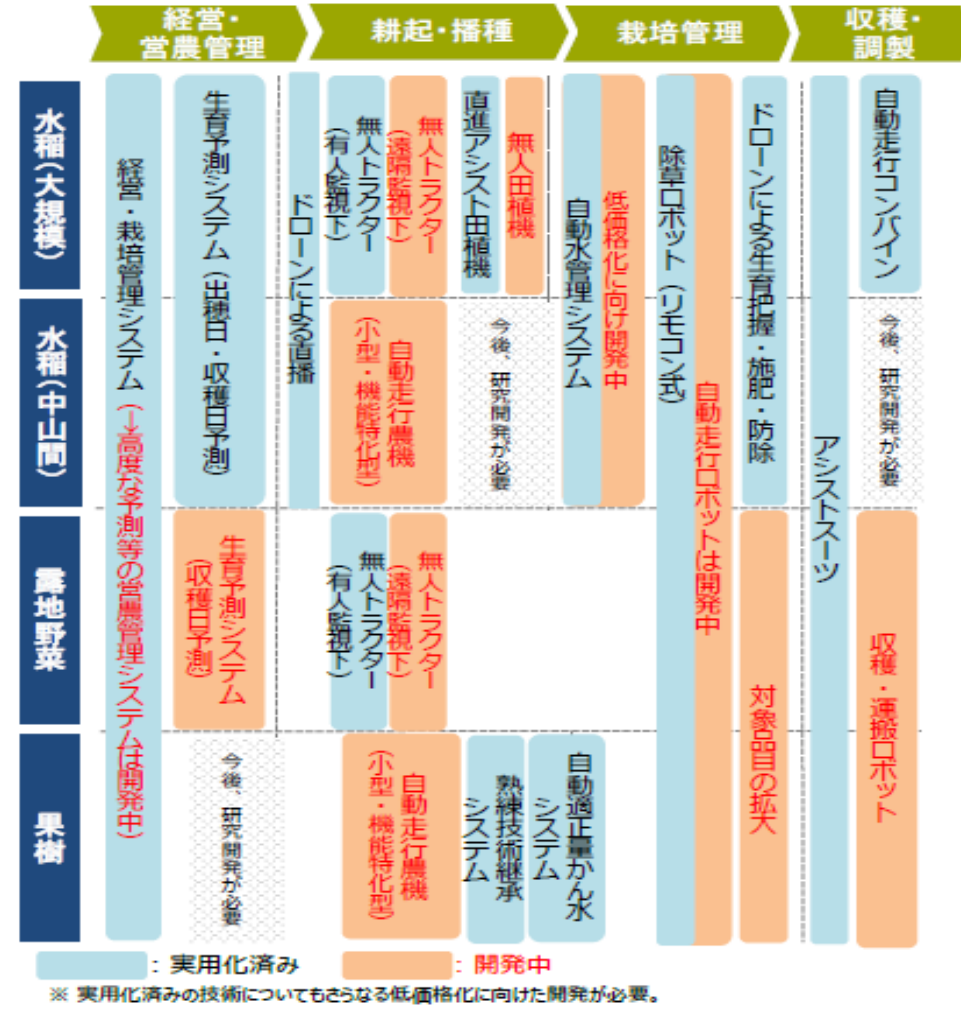 経営・
営農管理
耕起・播種
栽培管理
収穫・
調製
水稲(大規模)
水稲(中山間)
露地野菜
果樹
経営・栽培管理システム(→高度な予測等の営農管理システムは開発中)
生育予測システム(出穂日・収穫日予測)
生育予測システム
(収穫日予測)
今後、研究開発が必要
ドローンによる直播
無人トラクター
(有人監視下)
無人トラクター
(遠隔監視下)
直進アシスト田植機
無人田植機
自動走行農機
(小型・機能特化型)
今後、研究開発が必要
無人トラクター
(有人監視下)
無人トラクター
(遠隔監視下)
自動走行農機
(小型・機能特化型)
熟練技術継承
システム
自動適正量かん水
システム
自動水管理システム
低価格化に向け開発中
除草ロボット(リモコン式)
自動走行ロボットは開発中
ドローンによる生育把握・施肥・防除
対象品目の拡大
アシストスーツ
自動走行コンバイン
今後、研究開発が必要
収穫・運搬ロボット
:実用化済み
:開発中
※ 実用化済みの技術についてもさらなる低価格化に向けた開発が必要。